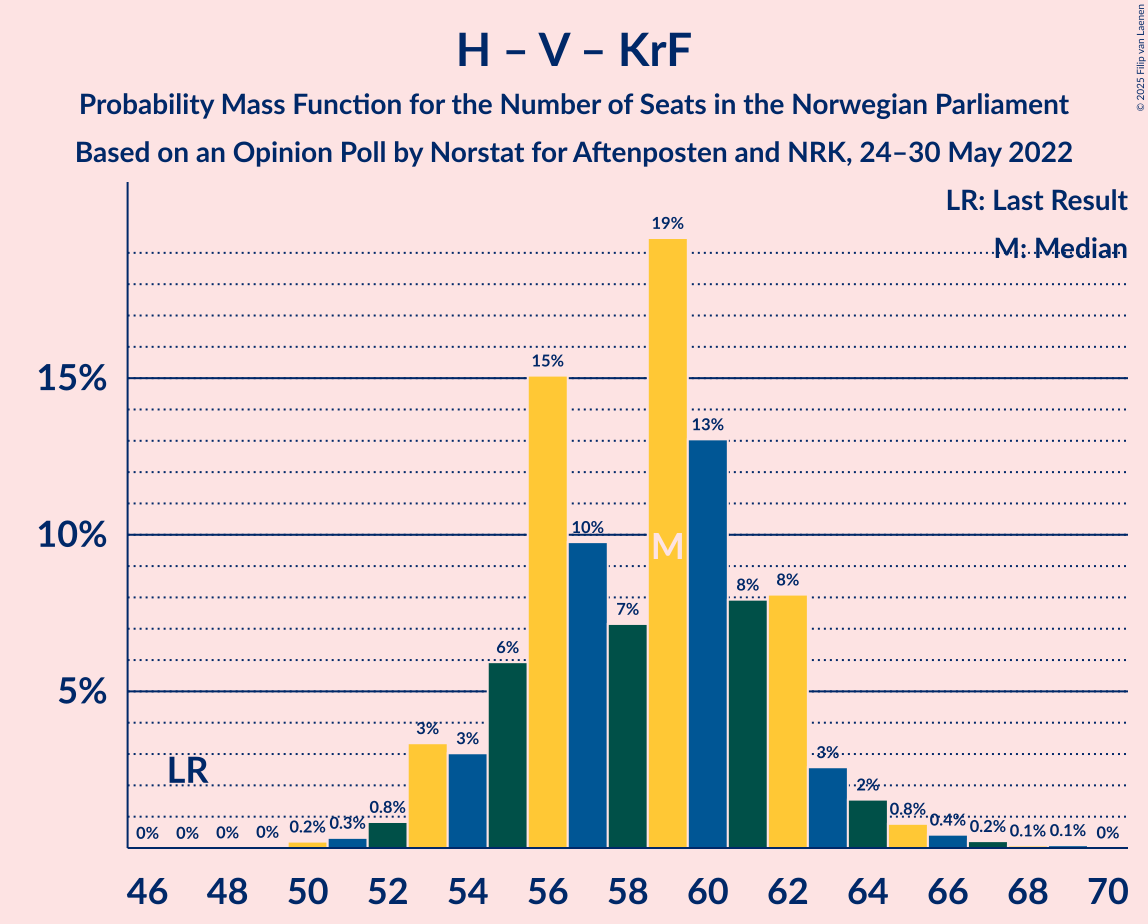 H – V – KrF
Probability Mass Function for the Number of Seats in the Norwegian Parliament
Based on an Opinion Poll by Norstat for Aftenposten and NRK, 24–30 May 2022
© 2025 Filip van Laenen
LR: Last Result
M: Median
15%
10%
5%
LR
M
0% 0% 0% 0% 0.2% 0.3% 0.8% 3% 3% 6% 15% 10% 7% 19% 13% 8% 8% 3% 2% 0.8% 0.4% 0.2% 0.1% 0.1% 0%
46 48 50 52 54 56 58 60 62 64 66 68 70